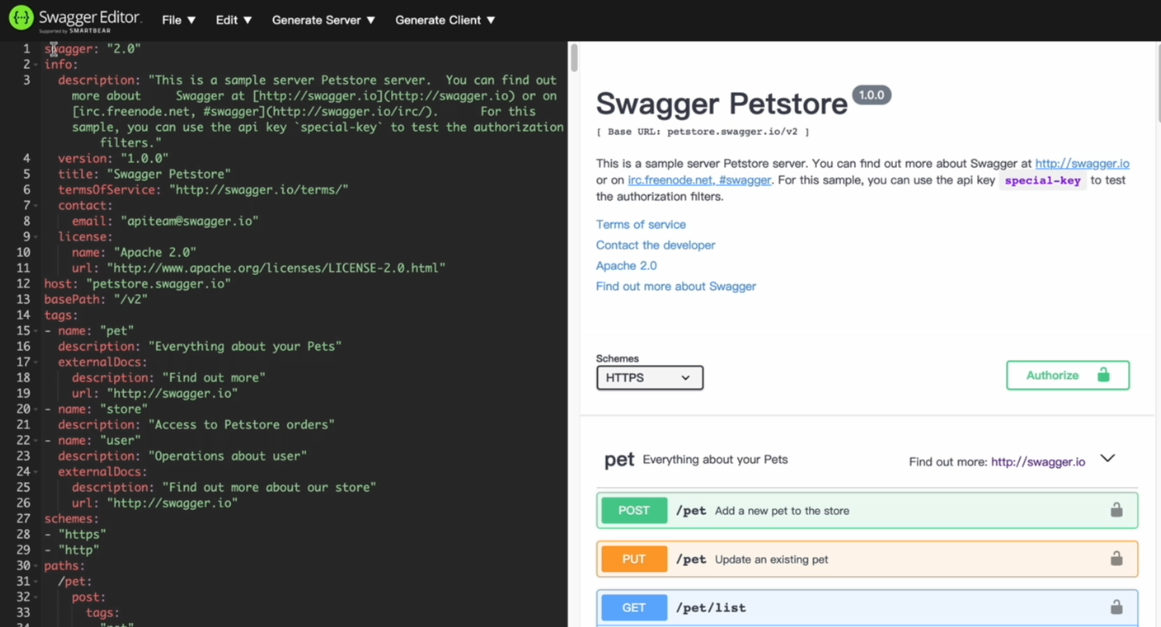 Swagger Editor.
Supported by SMARTBEAR
File ▼ Edit ▼ Generate Server ▼ Generate Client ▼
1 swagger: "2.0"
2 info:
3 description: "This is a sample server Petstore server.  You can find out
more about     Swagger at [http://swagger.io](http://swagger.io) or on
[irc.freenode.net, #swagger](http://swagger.io/irc/).      For this
sample, you can use the api key `special-key` to test the authorization
filters."
4 version: "1.0.0"
5 title: "Swagger Petstore"
6 termsOfService: "http://swagger.io/terms/"
7 contact:
8 email: "apiteam@swagger.io"
9 license:
10 name: "Apache 2.0"
11 url: "http://www.apache.org/licenses/LICENSE-2.0.html"
12 host: "petstore.swagger.io"
13 basePath: "/v2"
14 tags:
15 - name: "pet"
16 description: "Everything about your Pets"
17 externalDocs:
18 description: "Find out more"
19 url: "http://swagger.io"
20 - name: "store"
21 description: "Access to Petstore orders"
22 - name: "user"
23 description: "Operations about user"
24 externalDocs:
25 description: "Find out more about our store"
26 url: "http://swagger.io"
27 schemes:
28 - "https"
29 - "http"
30 paths:
31 /pet:
32 post:
33 tags:
34 - "pet"
Swagger Petstore 1.0.0
[ Base URL: petstore.swagger.io/v2 ]
This is a sample server Petstore server. You can find out more about Swagger at http://swagger.io
or on irc.freenode.net, #swagger. For this sample, you can use the api key special-key to test
the authorization filters.
Terms of service
Contact the developer
Apache 2.0
Find out more about Swagger
Schemes
HTTPS
Authorize
pet Everything about your Pets Find out more: http://swagger.io
POST /pet Add a new pet to the store
PUT /pet Update an existing pet
GET /pet/list